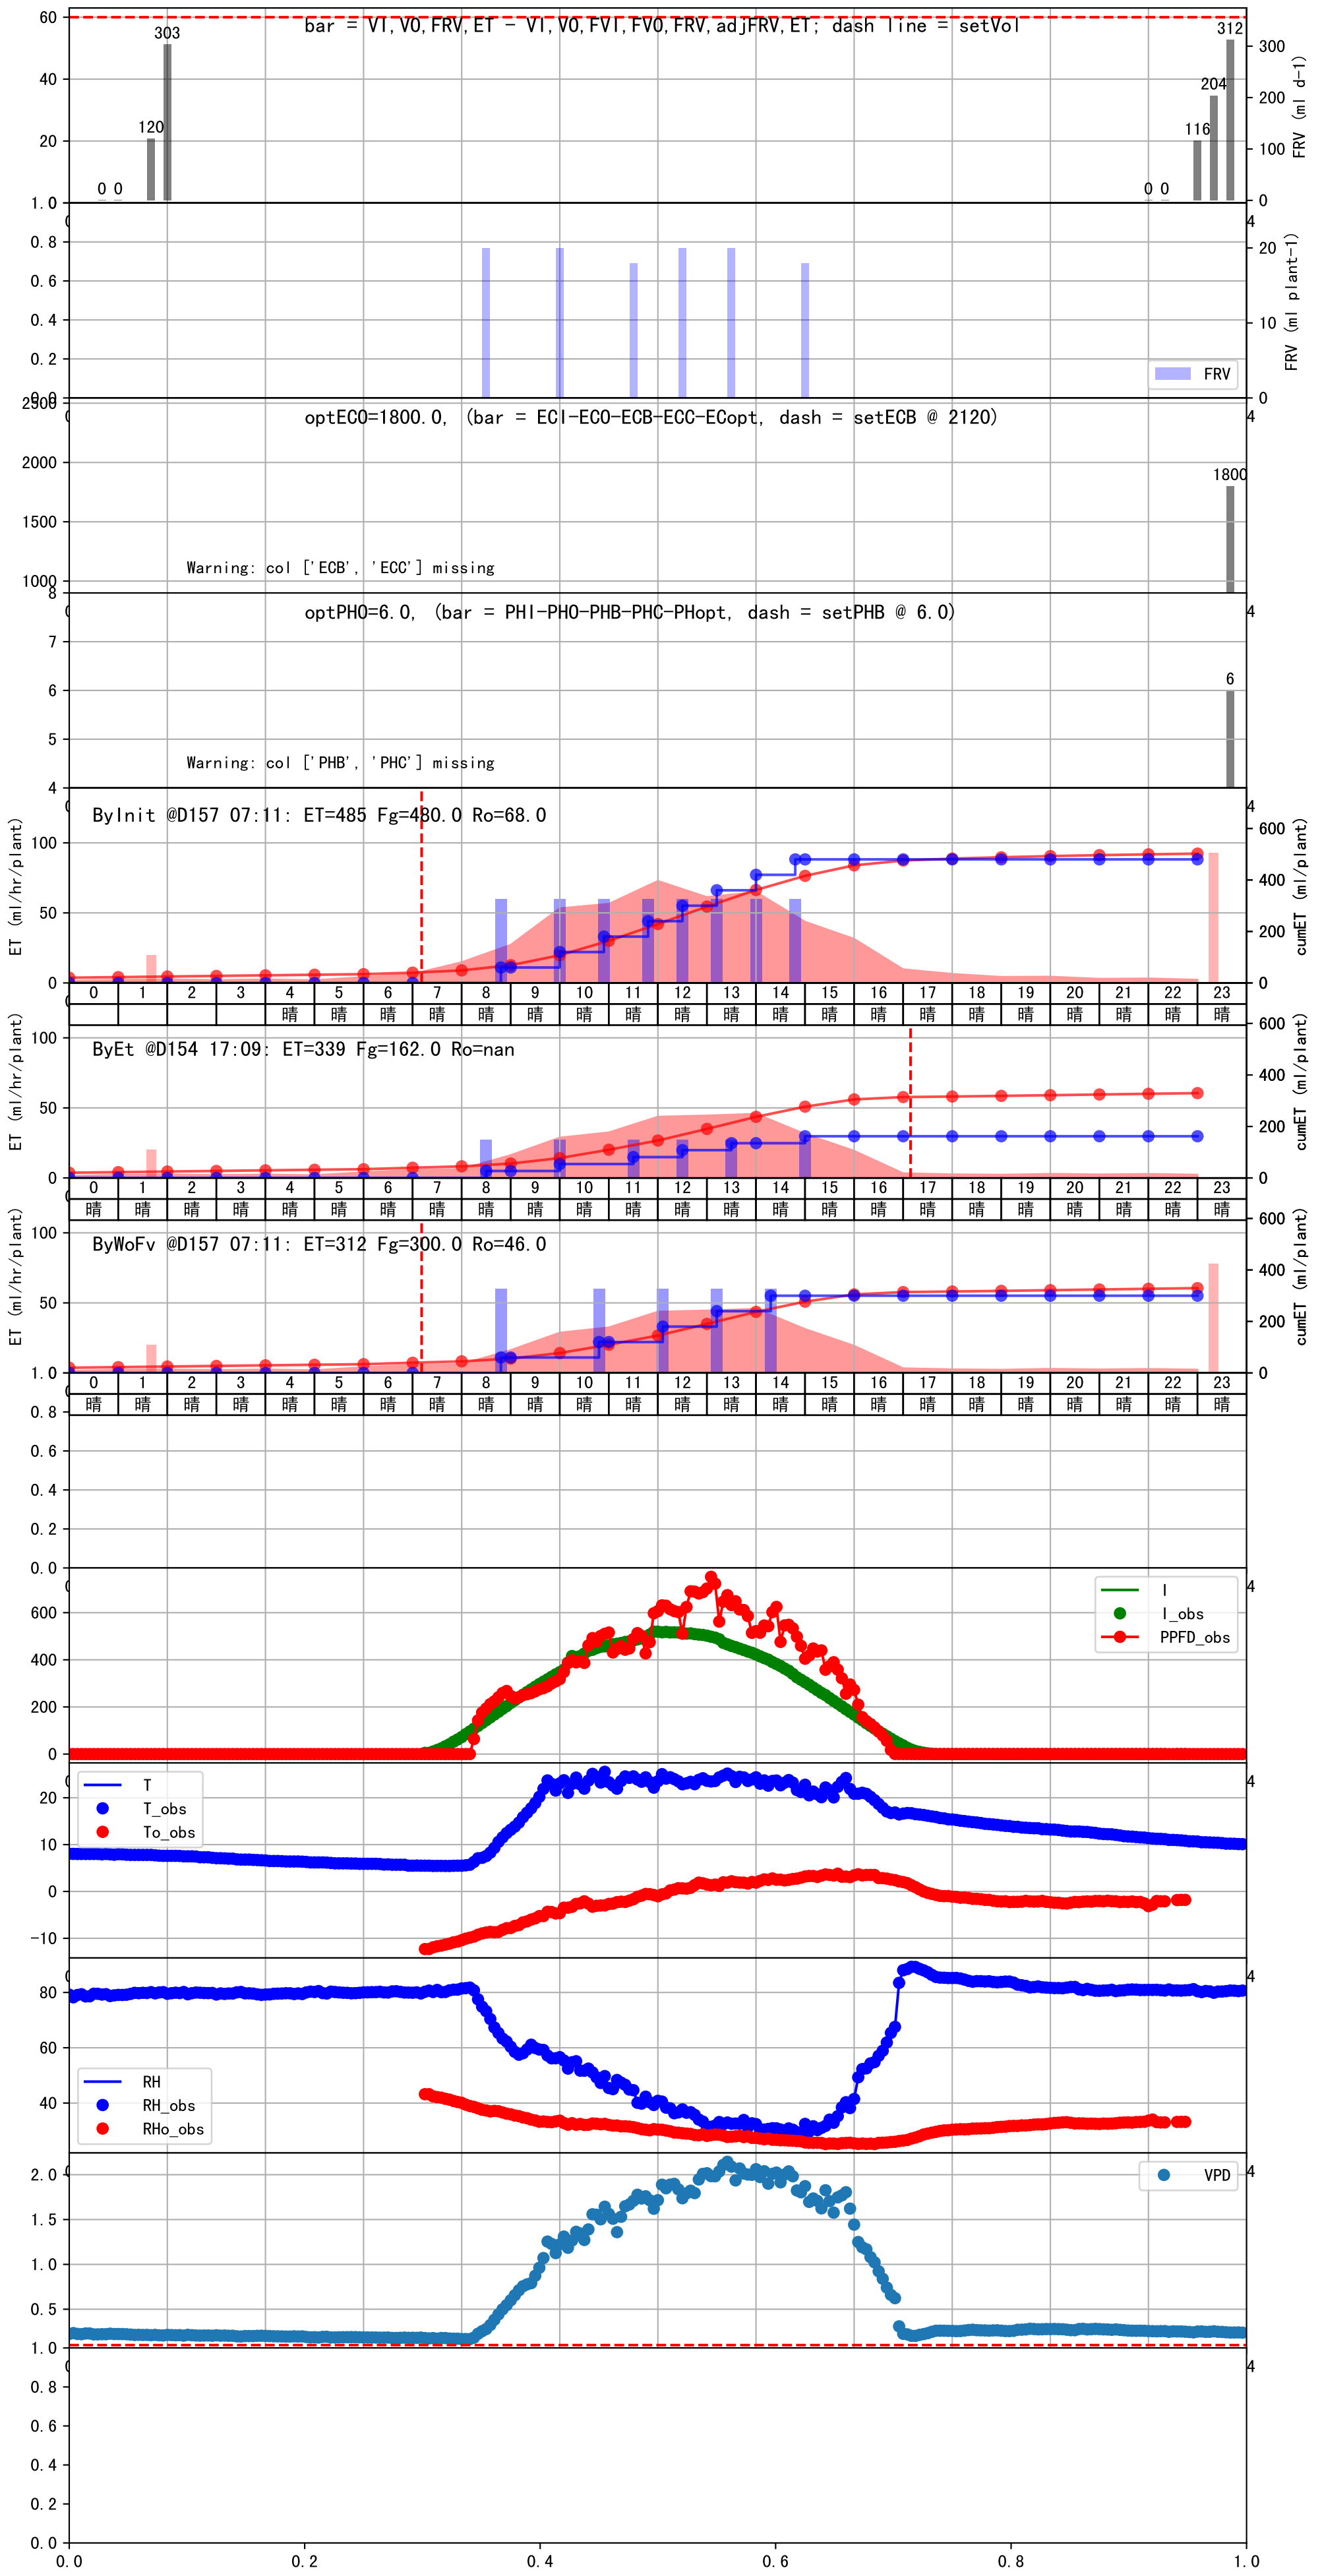 bar = VI,VO,FRV,ET - VI,VO,FVI,FVO,FRV,adjFRV,ET; dash line = setVol
60
40
20
303
120
0 0
0 0
116
204
312
300
200
100
0
FRV (ml d-1)
1.0
0.8
0.6
0.4
0.2
0.0
4
20
10
0
FRV (ml plant-1)
FRV
optECO=1800.0, (bar = ECI-ECO-ECB-ECC-ECopt, dash = setECB @ 2120)
2500
2000
1500
1000
1800
4
Warning: col ['ECB', 'ECC'] missing
optPHO=6.0, (bar = PHI-PHO-PHB-PHC-PHopt, dash = setPHB @ 6.0)
8
7
6
5
4
6
4
Warning: col ['PHB', 'PHC'] missing
ByInit @D157 07:11: ET=485 Fg=480.0 Ro=68.0
ET (ml/hr/plant)
100
50
0
4
600
400
200
0
cumET (ml/plant)
0 1 2 3 4 5 6 7 8 9 10 11 12 13 14 15 16 17 18 19 20 21 22 23
晴 晴 晴 晴 晴 晴 晴 晴 晴 晴 晴 晴 晴 晴 晴 晴 晴 晴 晴 晴
ByEt @D154 17:09: ET=339 Fg=162.0 Ro=nan
ET (ml/hr/plant)
100
50
0
600
400
200
0
cumET (ml/plant)
0 1 2 3 4 5 6 7 8 9 10 11 12 13 14 15 16 17 18 19 20 21 22 23
晴 晴 晴 晴 晴 晴 晴 晴 晴 晴 晴 晴 晴 晴 晴 晴 晴 晴 晴 晴 晴 晴 晴 晴
ByWoFv @D157 07:11: ET=312 Fg=300.0 Ro=46.0
ET (ml/hr/plant)
100
50
600
400
200
0
cumET (ml/plant)
0 1 2 3 4 5 6 7 8 9 10 11 12 13 14 15 16 17 18 19 20 21 22 23
晴 晴 晴 晴 晴 晴 晴 晴 晴 晴 晴 晴 晴 晴 晴 晴 晴 晴 晴 晴 晴 晴 晴 晴
1.0
0.8
0.6
0.4
0.2
0.0
4
600
400
200
0
I
I_obs
PPFD_obs
4
20
10
0
-10
T
T_obs
To_obs
4
80
60
40
RH
RH_obs
RHo_obs
4
2.0
1.5
1.0
0.5
VPD
4
1.0
0.8
0.6
0.4
0.2
0.0
0.0 0.2 0.4 0.6 0.8 1.0